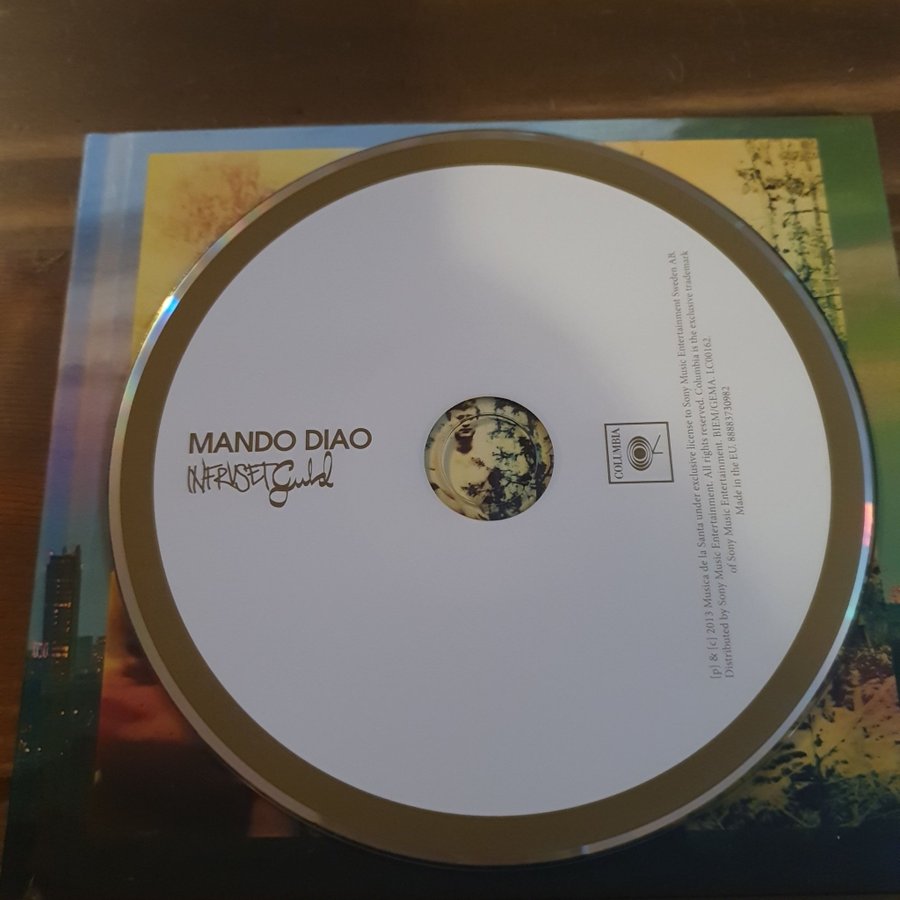 MANDO DIAO
INFRUSET Guld
COLUMBIA
[p] & [c] 2013 Musica de la Santa under exclusive license to Sony Music Entertainment Sweden AB.
Distributed by Sony Music Entertainment. All rights reserved. Columbia is the exclusive trademark
of Sony Music Entertainment. BIEM/GEMA. LC00162.
Made in the EU. 88883730982